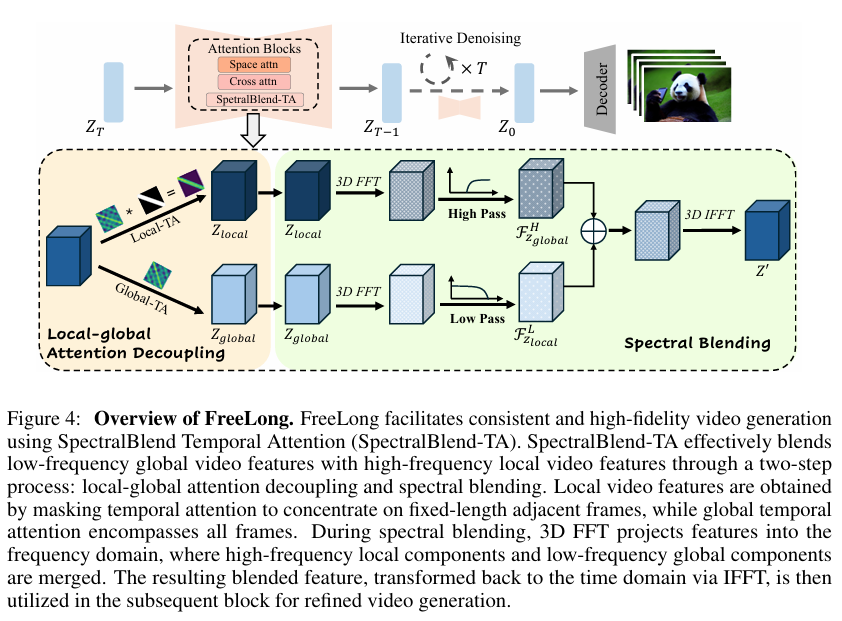 Attention Blocks
Space attn
Cross attn
SpetralBlend-TA
Iterative Denoising
× T
Decoder
Z_T
Z_{T−1}
Z_0
* =
Local-TA
Global-TA
Z_{local}
Z_{global}
Local-global
Attention Decoupling
Z_{local}
3D FFT
High Pass
ℱ^H_{z_{global}}
Z_{global}
3D FFT
Low Pass
ℱ^L_{z_{local}}
3D IFFT
Z′
Spectral Blending
Figure 4: Overview of FreeLong. FreeLong facilitates consistent and high-fidelity video generation
using SpectralBlend Temporal Attention (SpectralBlend-TA). SpectralBlend-TA effectively blends
low-frequency global video features with high-frequency local video features through a two-step
process: local-global attention decoupling and spectral blending. Local video features are obtained
by masking temporal attention to concentrate on fixed-length adjacent frames, while global temporal
attention encompasses all frames. During spectral blending, 3D FFT projects features into the
frequency domain, where high-frequency local components and low-frequency global components
are merged. The resulting blended feature, transformed back to the time domain via IFFT, is then
utilized in the subsequent block for refined video generation.